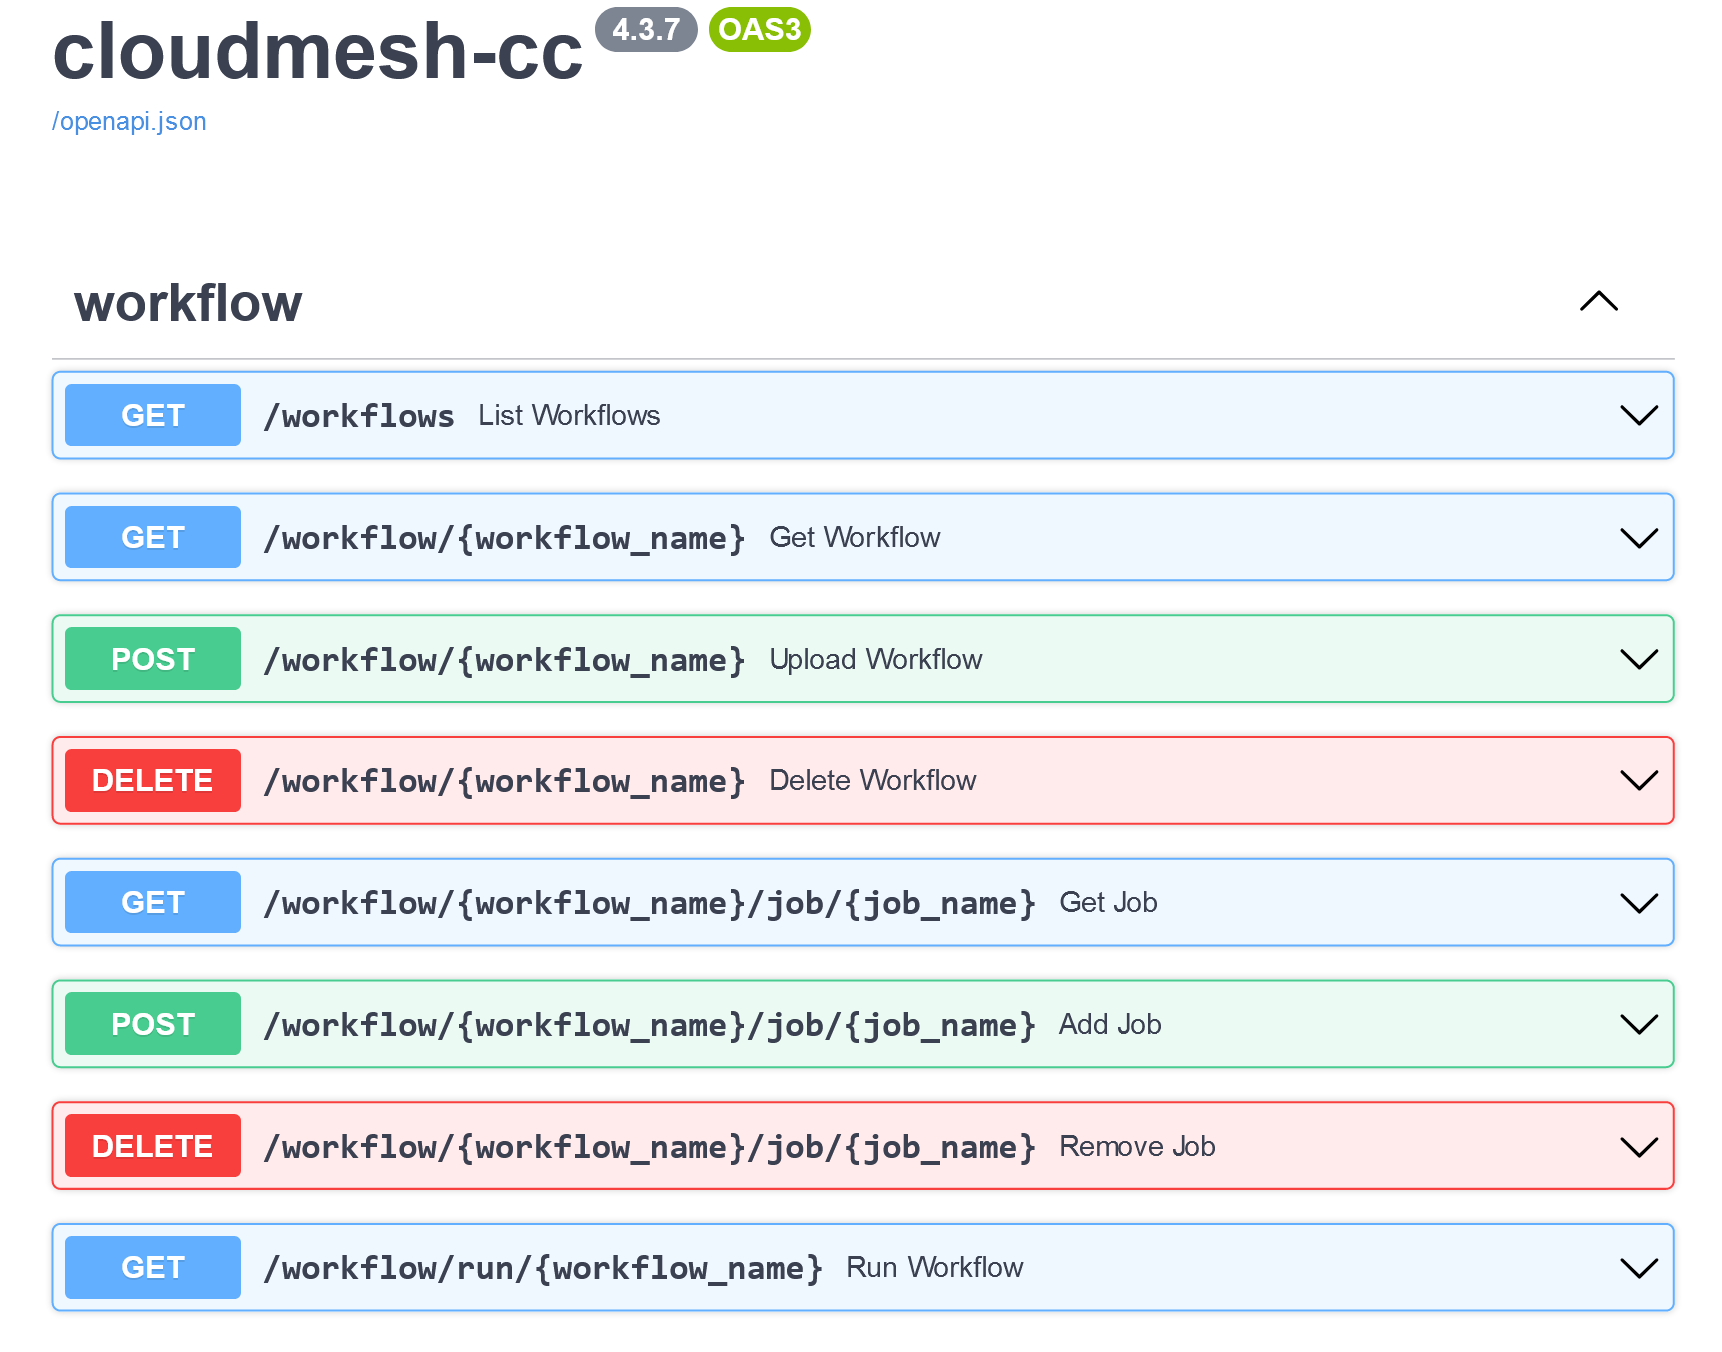 cloudmesh-cc 4.3.7 OAS3
/openapi.json
workflow
GET /workflows List Workflows
GET /workflow/{workflow_name} Get Workflow
POST /workflow/{workflow_name} Upload Workflow
DELETE /workflow/{workflow_name} Delete Workflow
GET /workflow/{workflow_name}/job/{job_name} Get Job
POST /workflow/{workflow_name}/job/{job_name} Add Job
DELETE /workflow/{workflow_name}/job/{job_name} Remove Job
GET /workflow/run/{workflow_name} Run Workflow